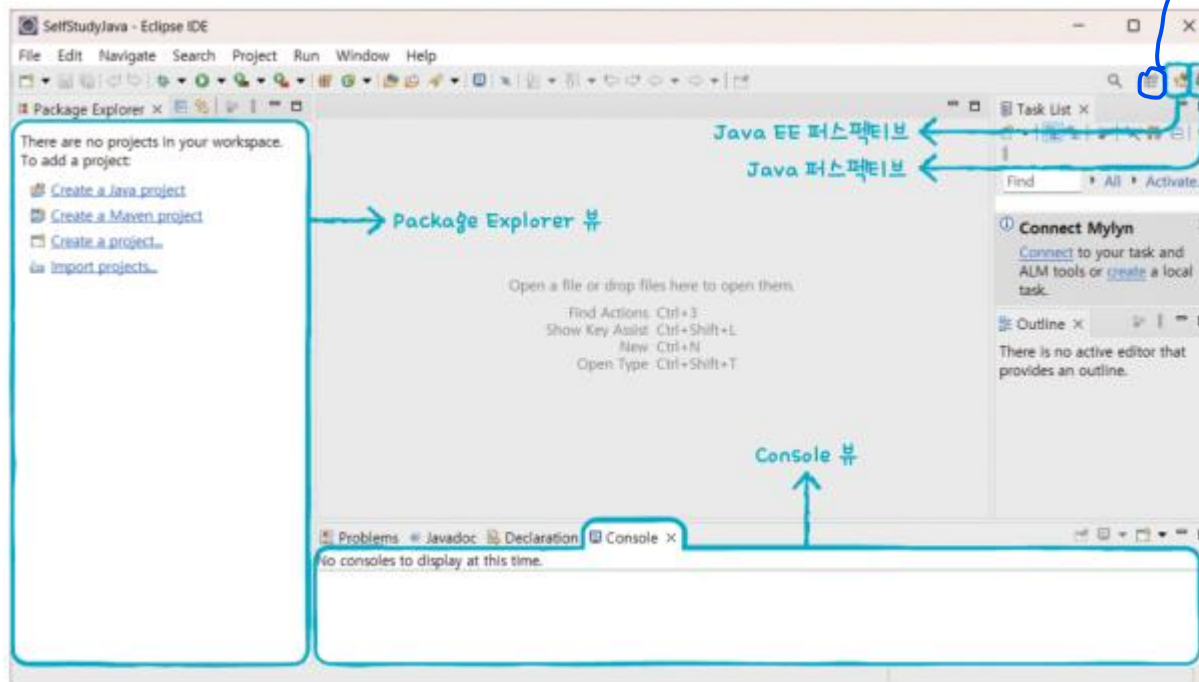 SelfStudyJava - Eclipse IDE
File Edit Navigate Search Project Run Window Help
Package Explorer
There are no projects in your workspace.
To add a project:
Create a Java project
Create a Maven project
Create a project...
Import projects...
Package Explorer 뷰
Java EE 퍼스펙티브
Java 퍼스펙티브
Open a file or drop files here to open them.
Find Actions Ctrl+3
Show Key Assist Ctrl+Shift+L
New Ctrl+N
Open Type Ctrl+Shift+T
Console 뷰
Problems Javadoc Declaration Console
No consoles to display at this time.
Task List
Find All Activate...
Connect Mylyn
Connect to your task and
ALM tools or create a local
task.
Outline
There is no active editor that
provides an outline.